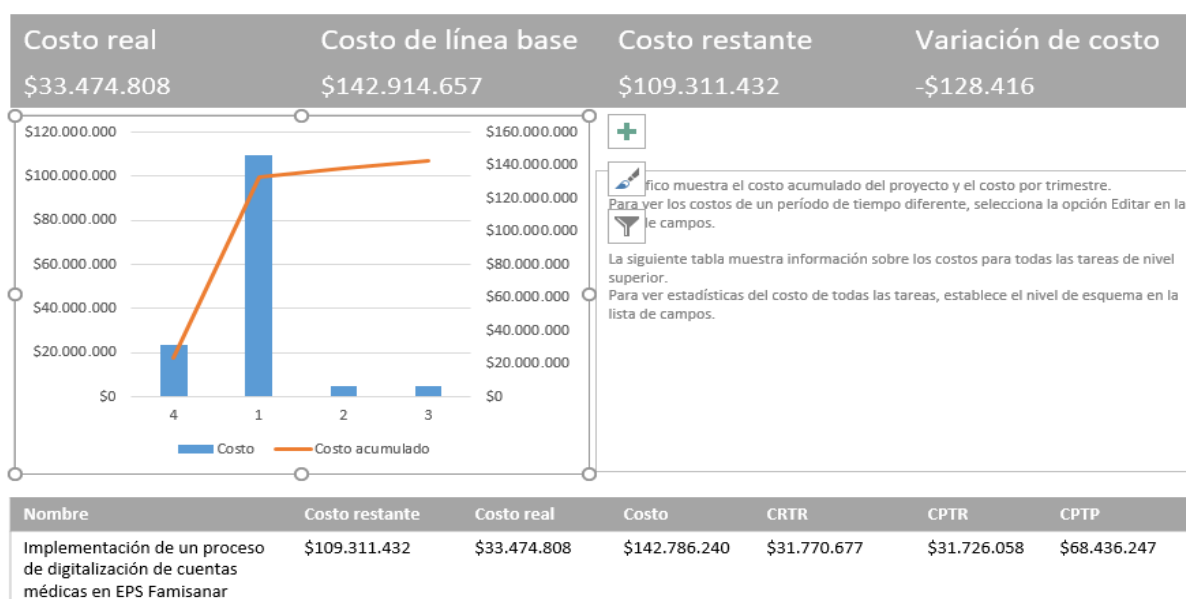 Costo real Costo de línea base Costo restante Variación de costo
$33.474.808 $142.914.657 $109.311.432 -$128.416
$120.000.000
$100.000.000
$80.000.000
$60.000.000
$40.000.000
$20.000.000
$0
$160.000.000
$140.000.000
$120.000.000
$100.000.000
$80.000.000
$60.000.000
$40.000.000
$20.000.000
$0
4 1 2 3
Costo Costo acumulado
fico muestra el costo acumulado del proyecto y el costo por trimestre.
Para ver los costos de un período de tiempo diferente, selecciona la opción Editar en la
de campos.
La siguiente tabla muestra información sobre los costos para todas las tareas de nivel
superior.
Para ver estadísticas del costo de todas las tareas, establece el nivel de esquema en la
lista de campos.
Nombre Costo restante Costo real Costo CRTR CPTR CPTP
Implementación de un proceso $109.311.432 $33.474.808 $142.786.240 $31.770.677 $31.726.058 $68.436.247
de digitalización de cuentas
médicas en EPS Famisanar